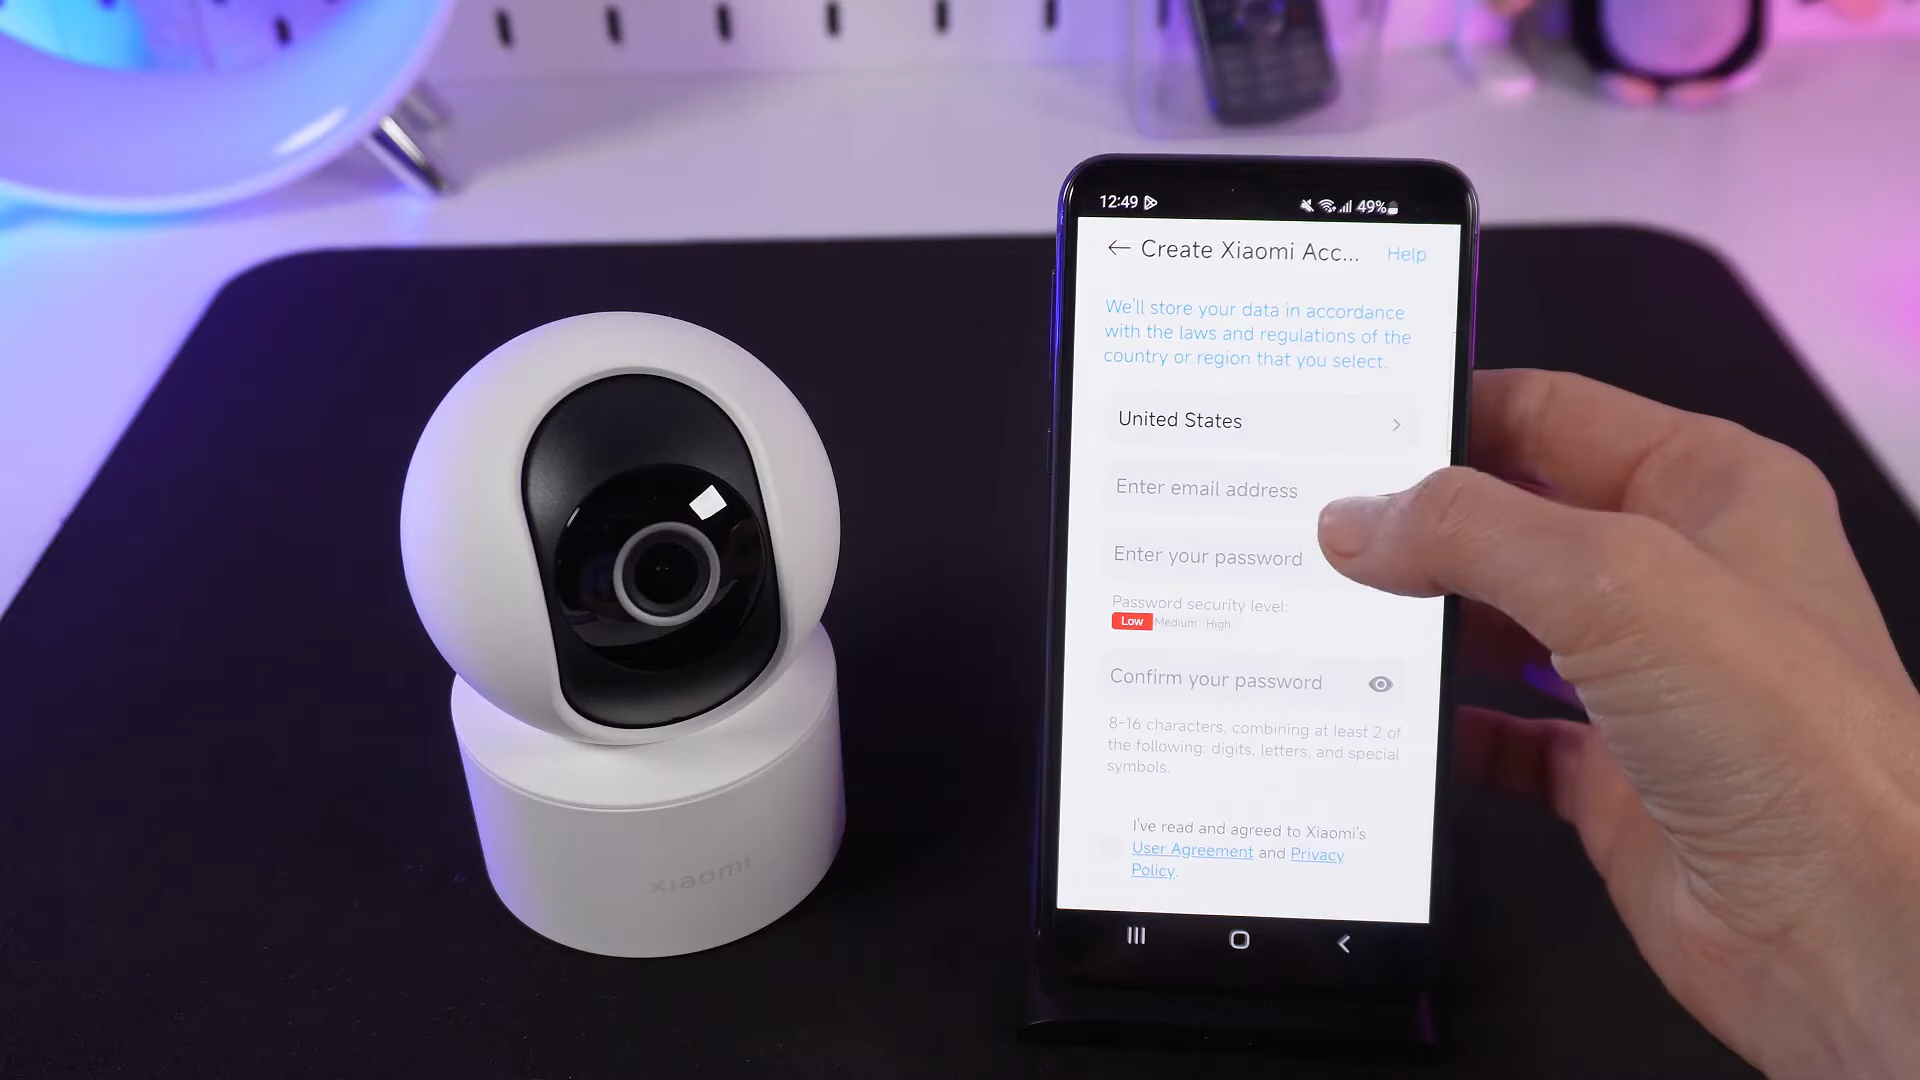 12:49
49%
← Create Xiaomi Acc... Help
We'll store your data in accordance
with the laws and regulations of the
country or region that you select.
United States
Enter email address
Enter your password
Password security level:
Low Medium High
Confirm your password
8-16 characters, combining at least 2 of
the following: digits, letters, and special
symbols.
I've read and agreed to Xiaomi's
User Agreement and Privacy
Policy.
xiaomi